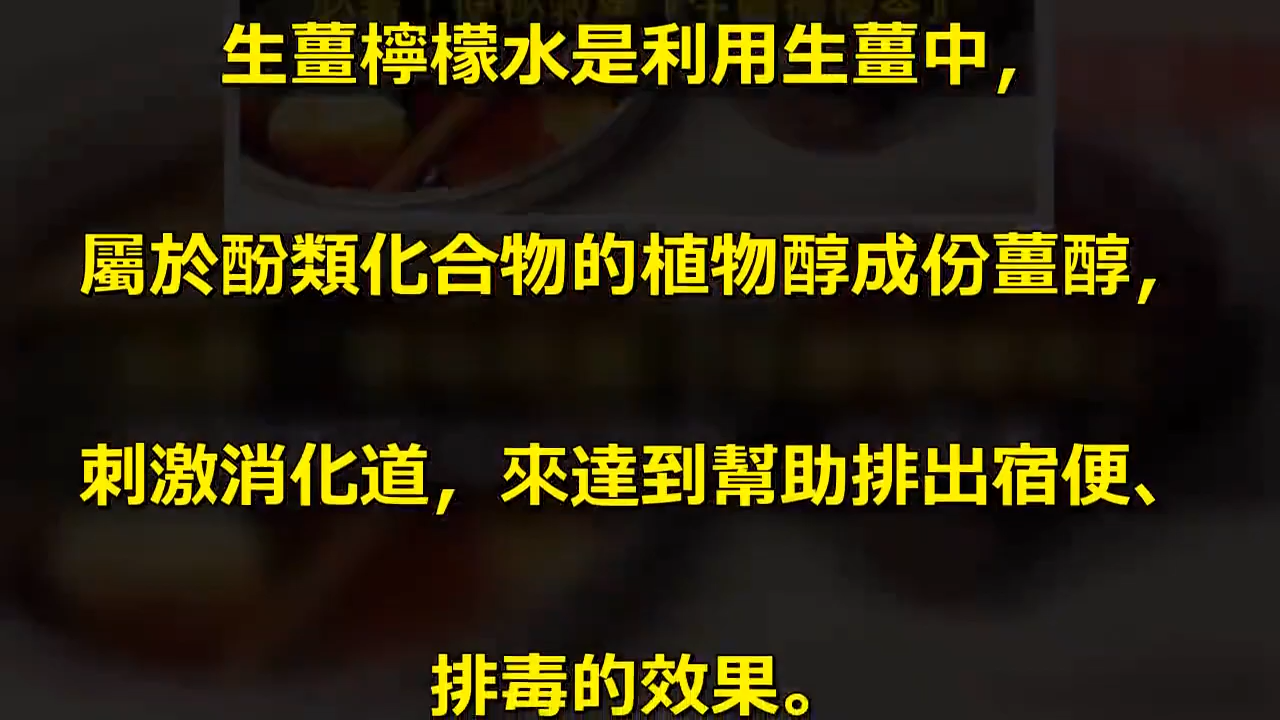 生薑檸檬水是利用生薑中，
屬於酚類化合物的植物醇成份薑醇，
刺激消化道，來達到幫助排出宿便、
排毒的效果。